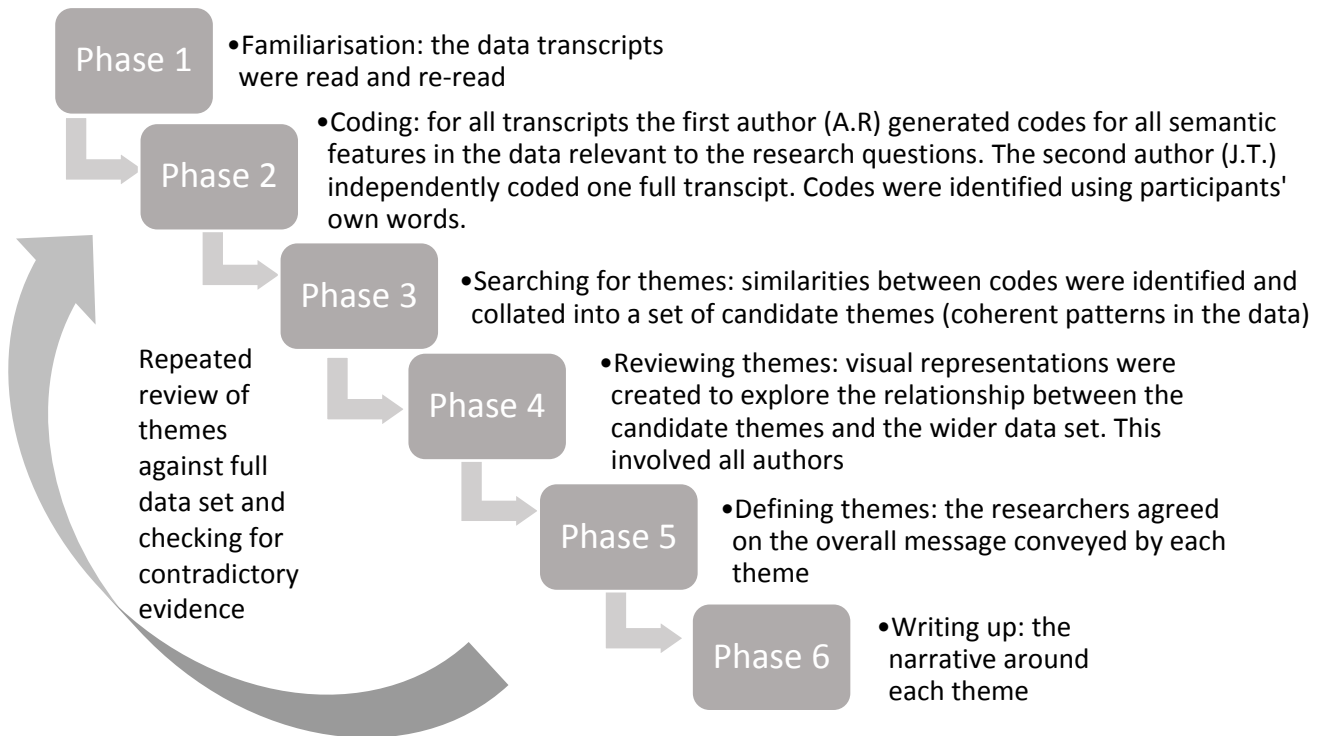 Phase 1
•Familiarisation: the data transcripts
were read and re-read
Phase 2
•Coding: for all transcripts the first author (A.R) generated codes for all semantic
features in the data relevant to the research questions. The second author (J.T.)
independently coded one full transcipt. Codes were identified using participants'
own words.
Phase 3
•Searching for themes: similarities between codes were identified and
collated into a set of candidate themes (coherent patterns in the data)
Phase 4
•Reviewing themes: visual representations were
created to explore the relationship between the
candidate themes and the wider data set. This
involved all authors
Phase 5
•Defining themes: the researchers agreed
on the overall message conveyed by each
theme
Phase 6
•Writing up: the
narrative around
each theme
Repeated
review of
themes
against full
data set and
checking for
contradictory
evidence